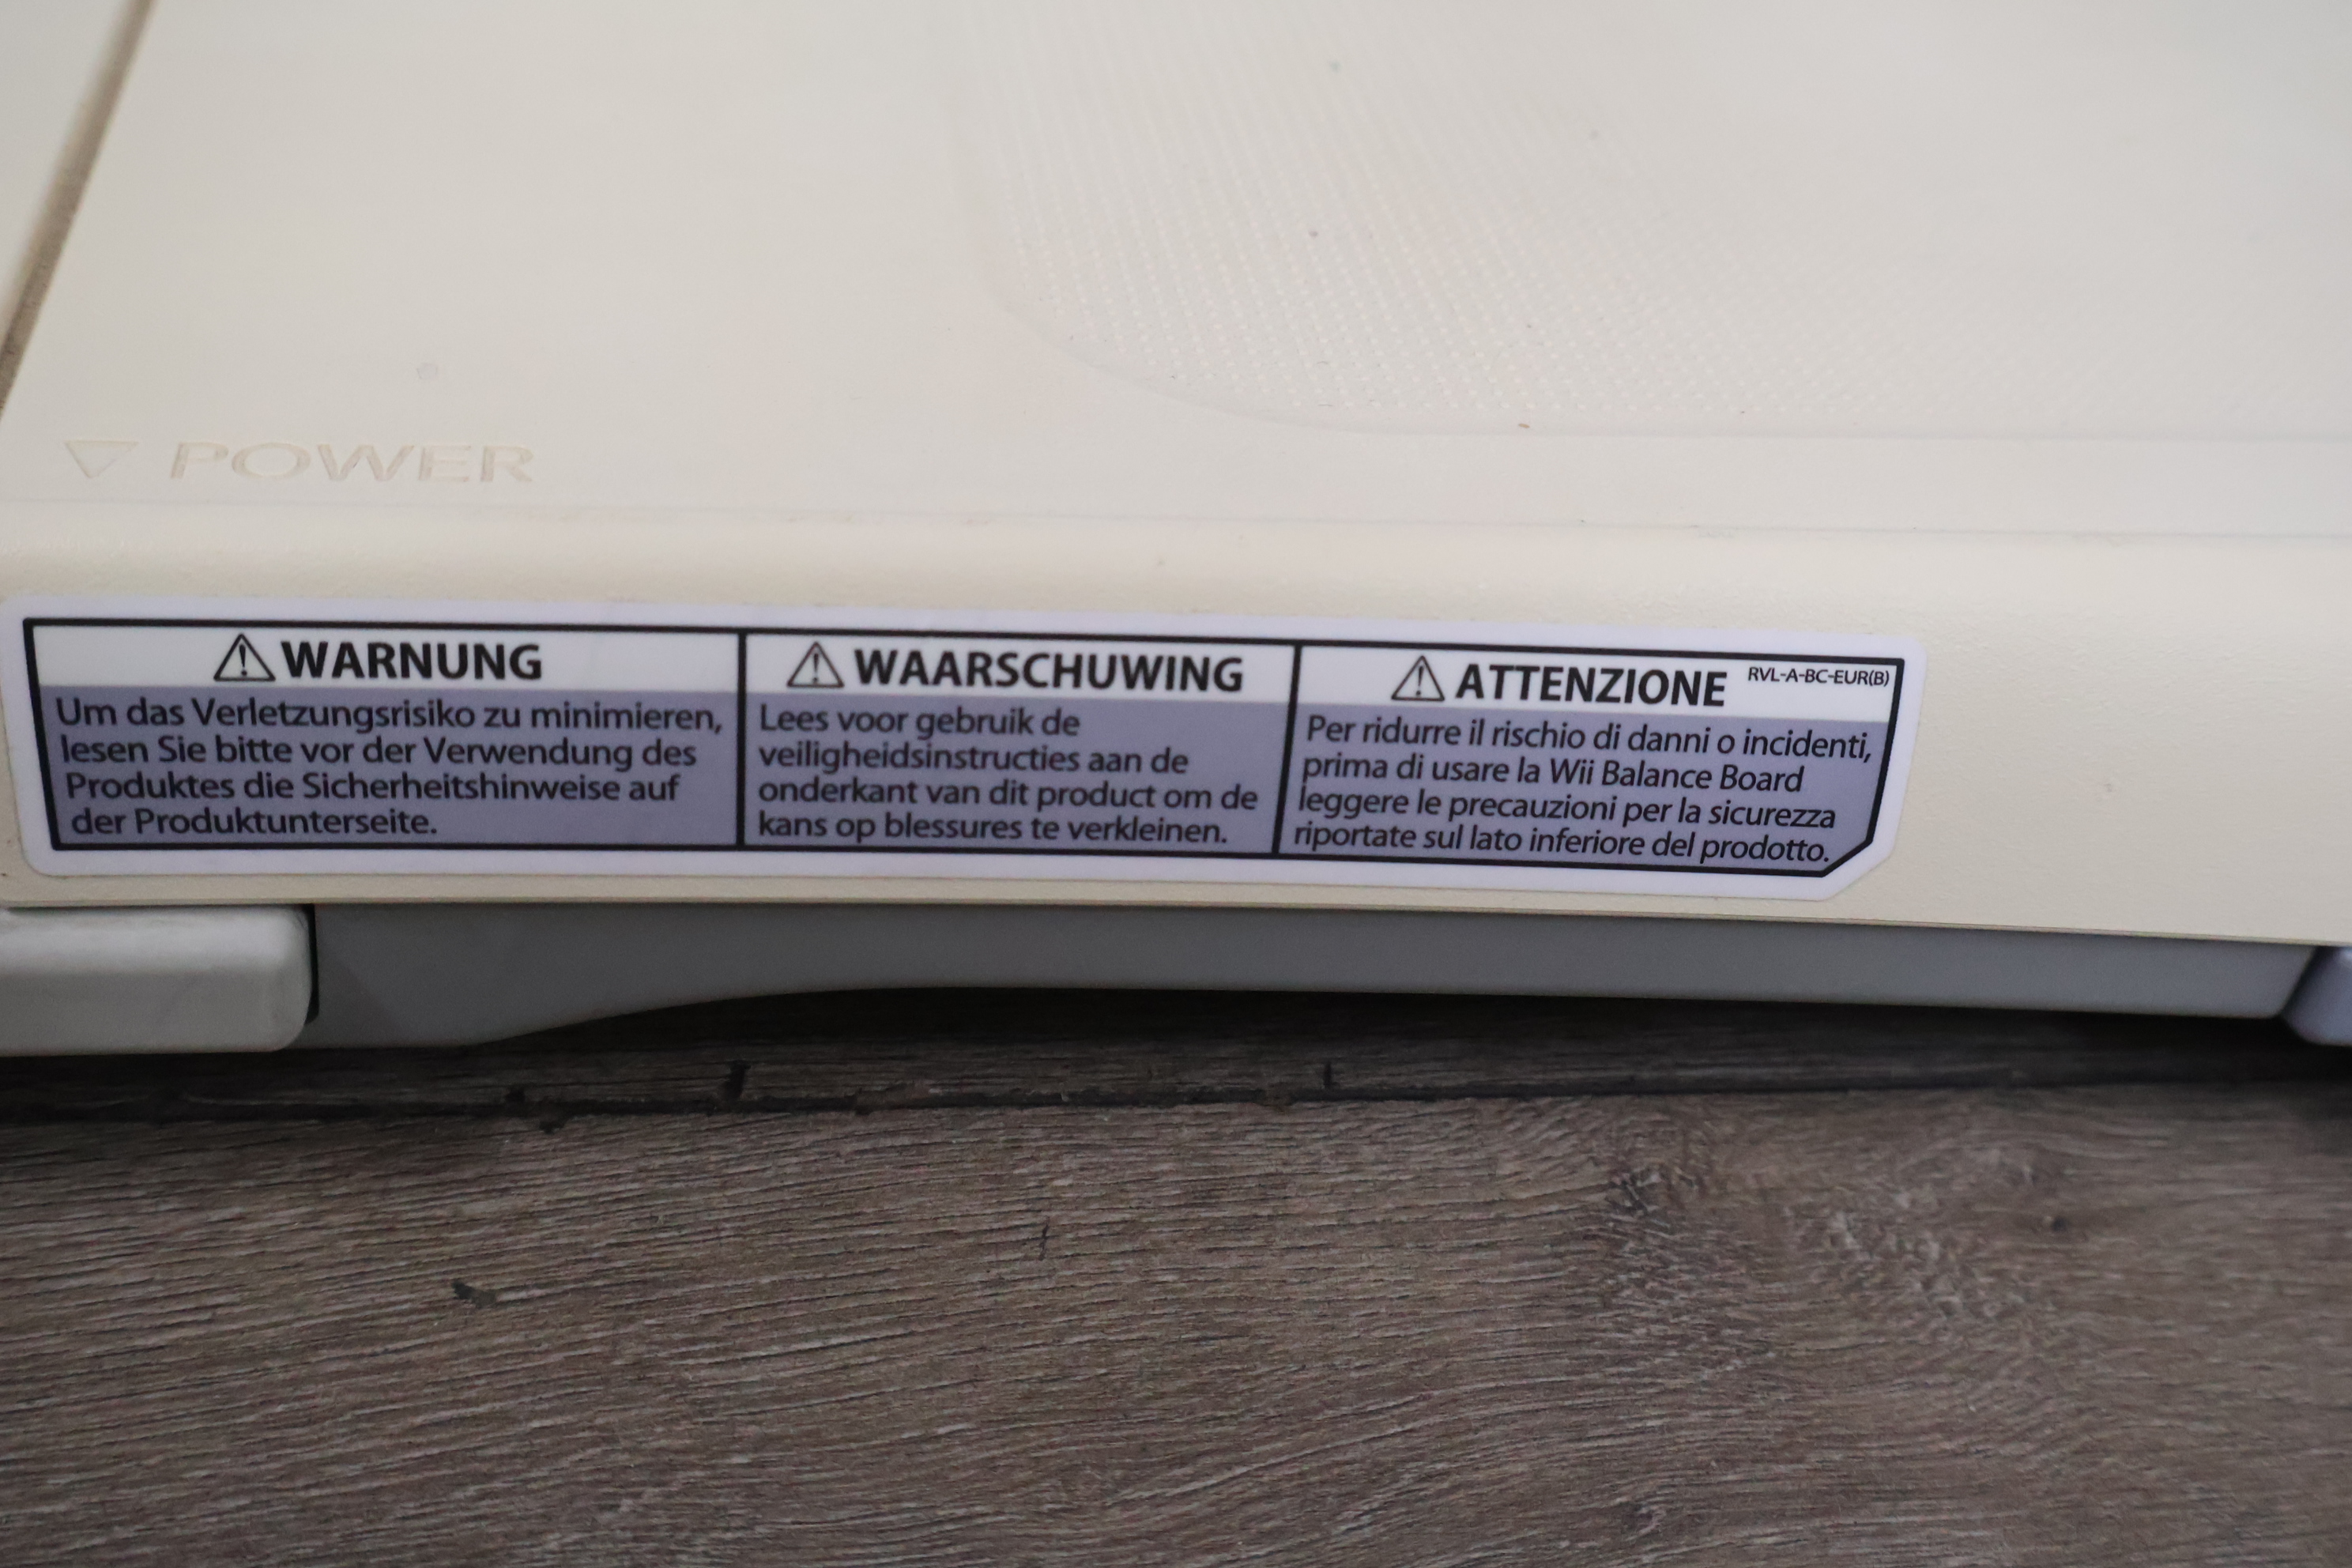 POWER
WARNUNG
Um das Verletzungsrisiko zu minimieren,
lesen Sie bitte vor der Verwendung des
Produktes die Sicherheitshinweise auf
der Produktunterseite.
WAARSCHUWING
Lees voor gebruik de
veiligheidsinstructies aan de
onderkant van dit product om de
kans op blessures te verkleinen.
ATTENZIONE
RVL-A-BC-EUR(B)
Per ridurre il rischio di danni o incidenti,
prima di usare la Wii Balance Board
leggere le precauzioni per la sicurezza
riportate sul lato inferiore del prodotto.